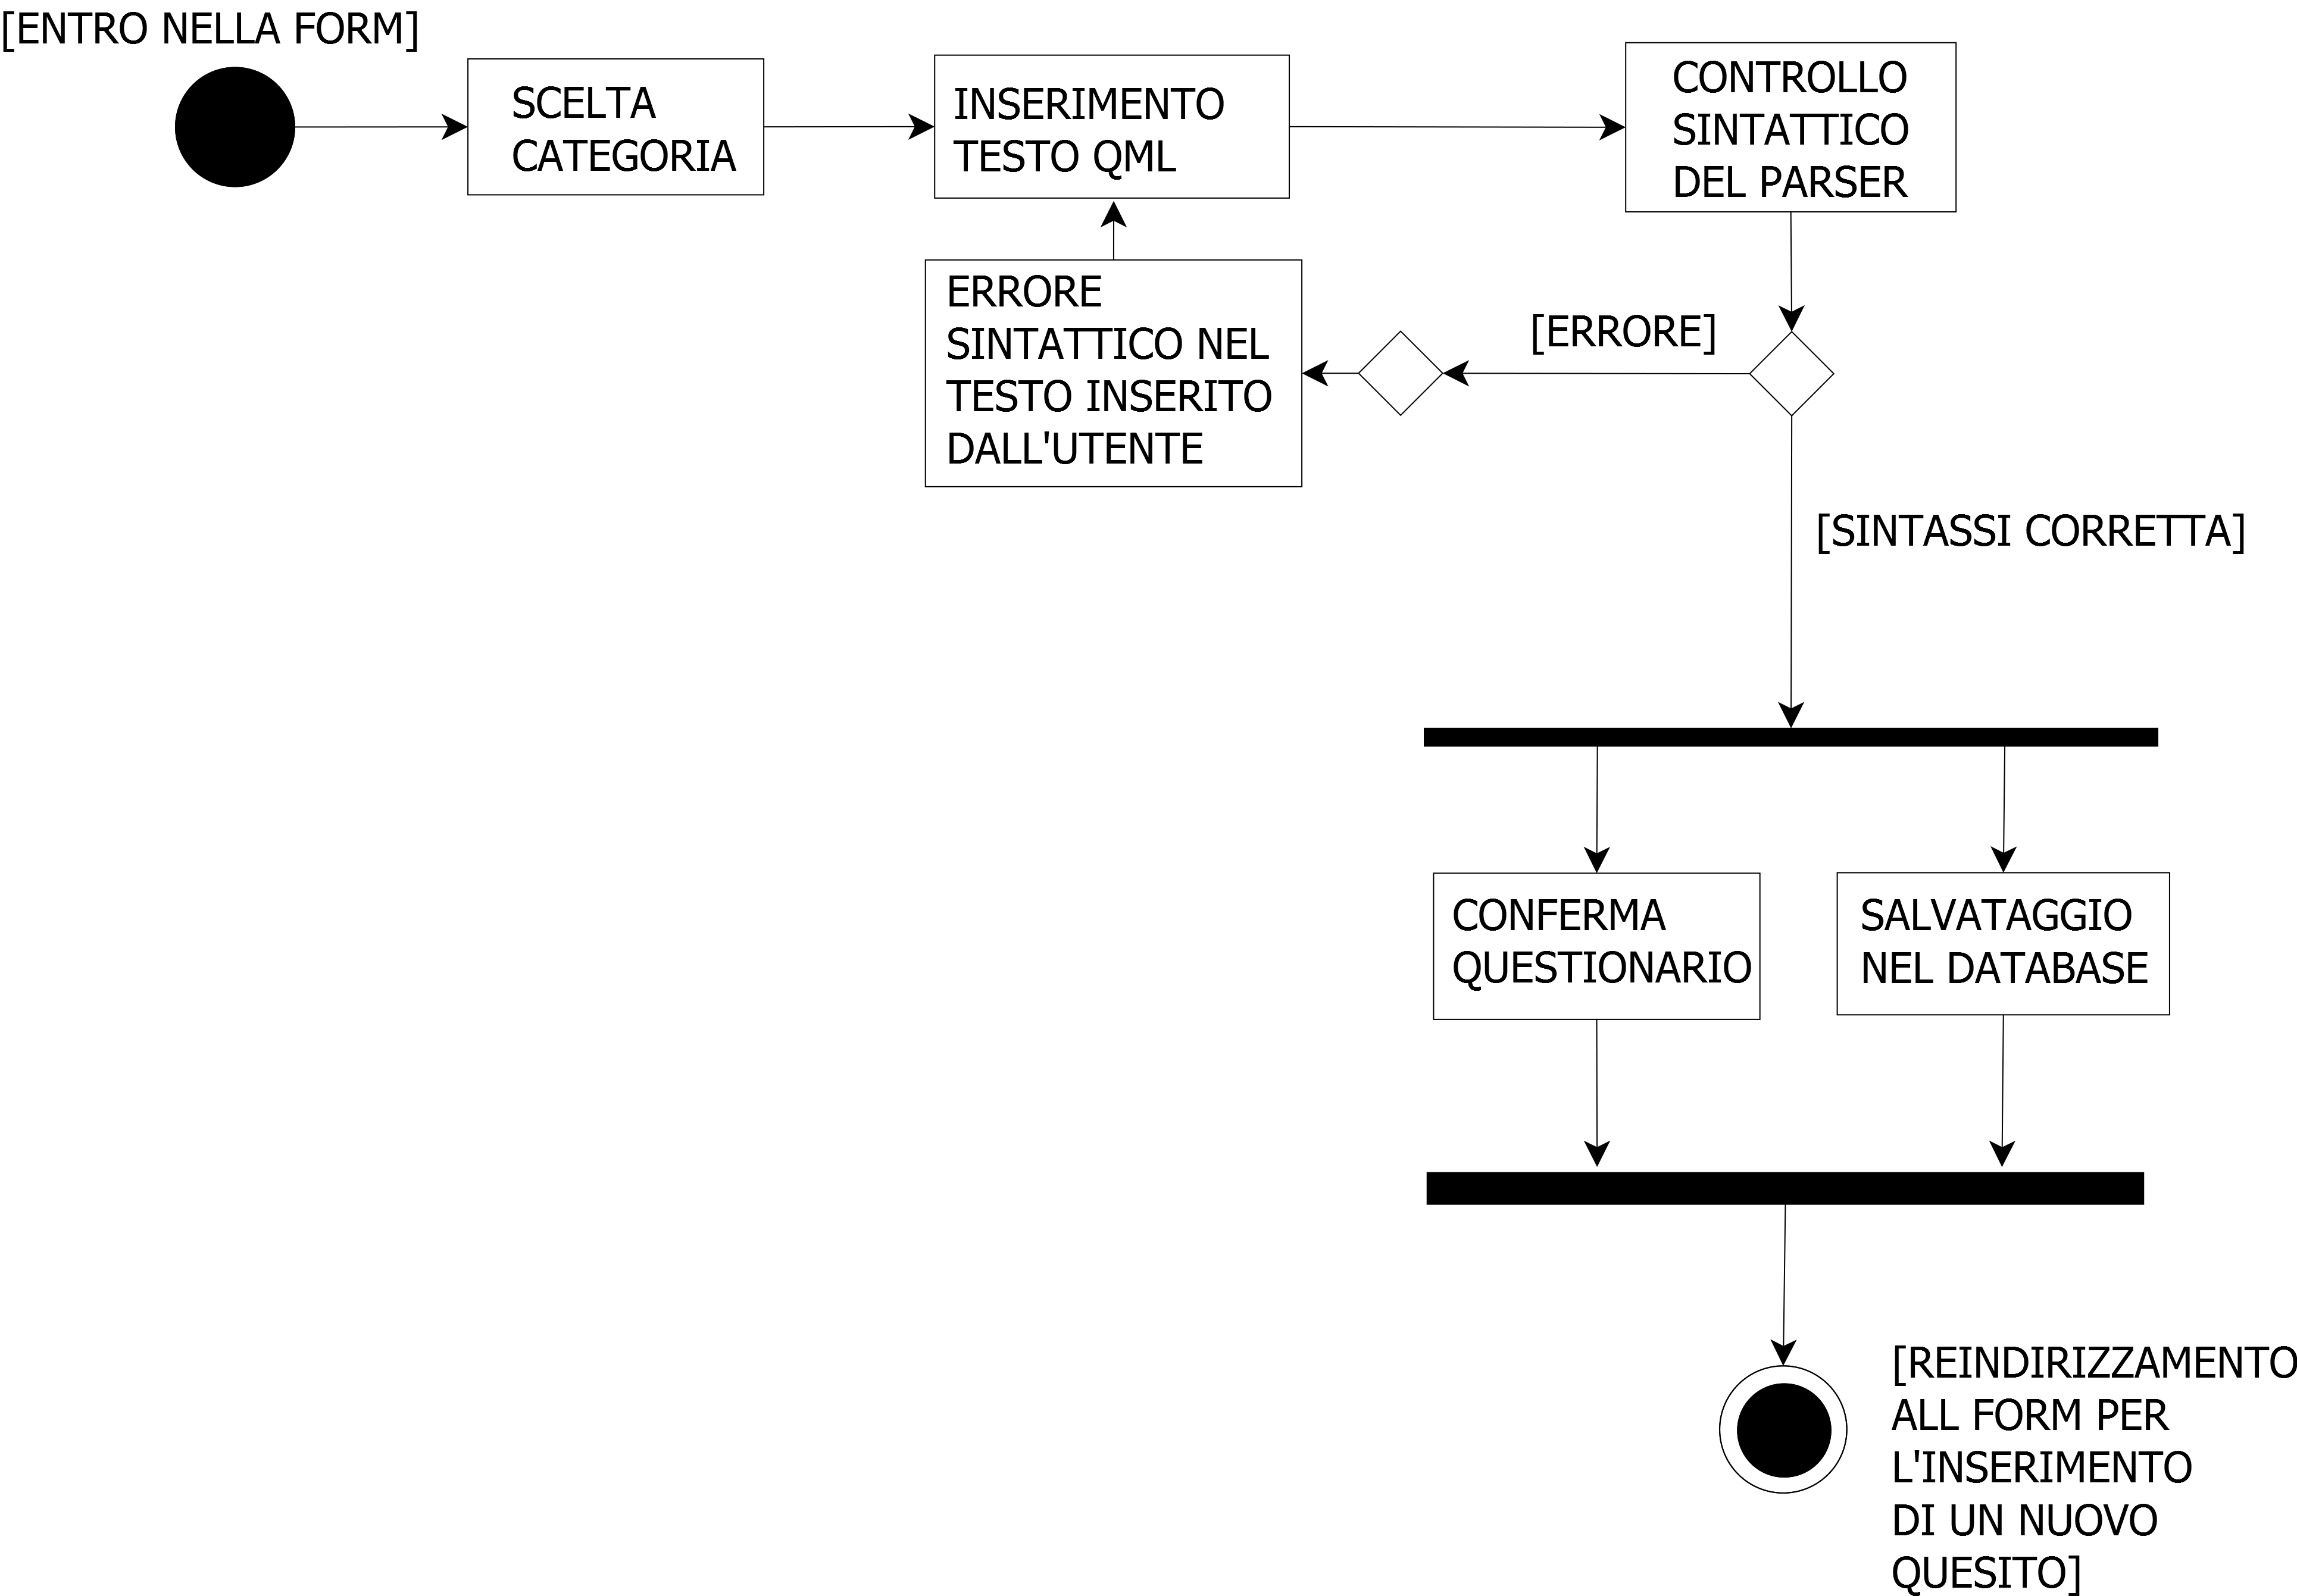 [ENTRO NELLA FORM]
SCELTA
CATEGORIA
INSERIMENTO
TESTO QML
CONTROLLO
SINTATTICO
DEL PARSER
ERRORE
SINTATTICO NEL
TESTO INSERITO
DALL'UTENTE
[ERRORE]
[SINTASSI CORRETTA]
CONFERMA
QUESTIONARIO
SALVATAGGIO
NEL DATABASE
[REINDIRIZZAMENTO
ALL FORM PER
L'INSERIMENTO
DI UN NUOVO
QUESITO]